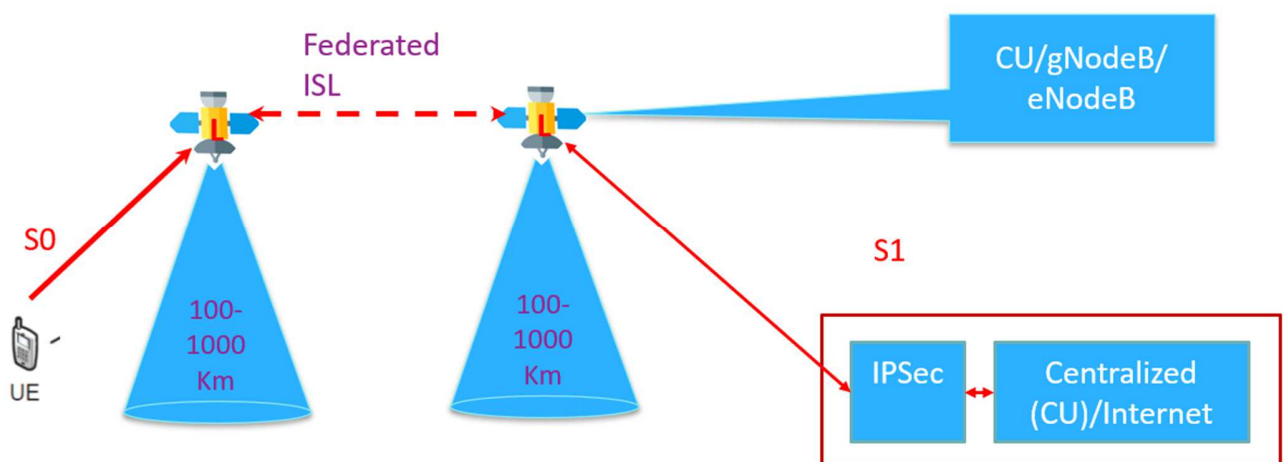 Federated
ISL
CU/gNodeB/
eNodeB
L
L
S0
S1
100-
1000
Km
100-
1000
Km
UE
IPSec
Centralized
(CU)/Internet